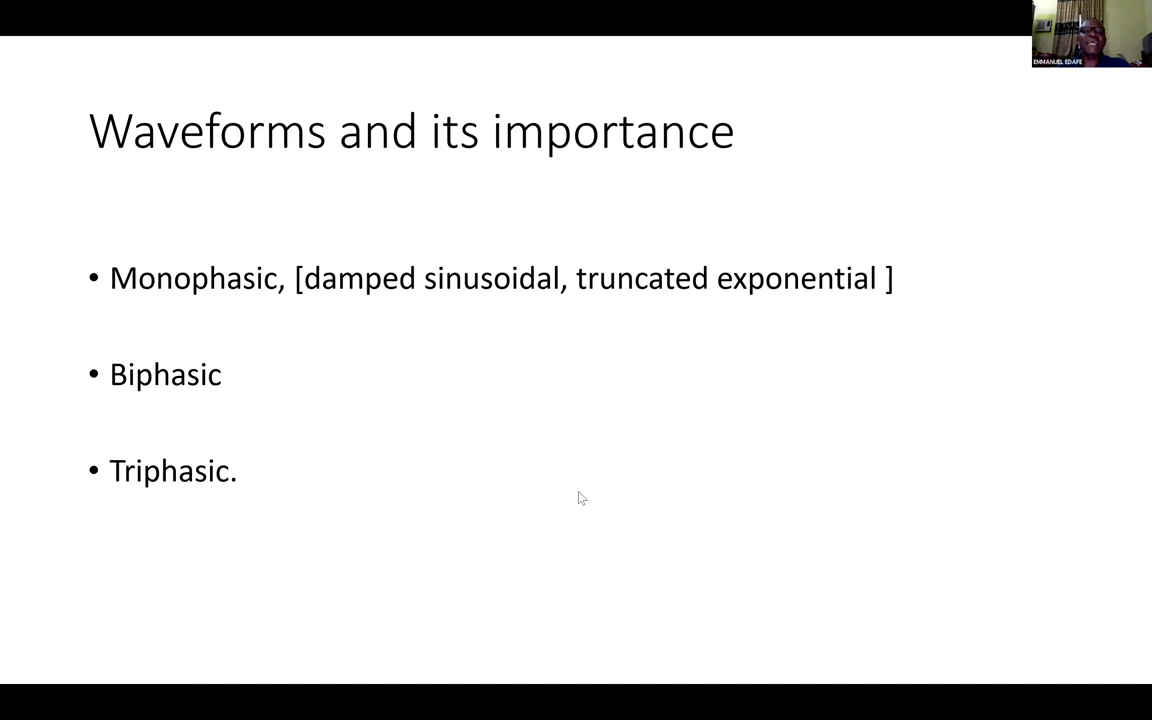 EMMANUEL EDAFE
Waveforms and its importance
• Monophasic, [damped sinusoidal, truncated exponential ]
• Biphasic
• Triphasic.